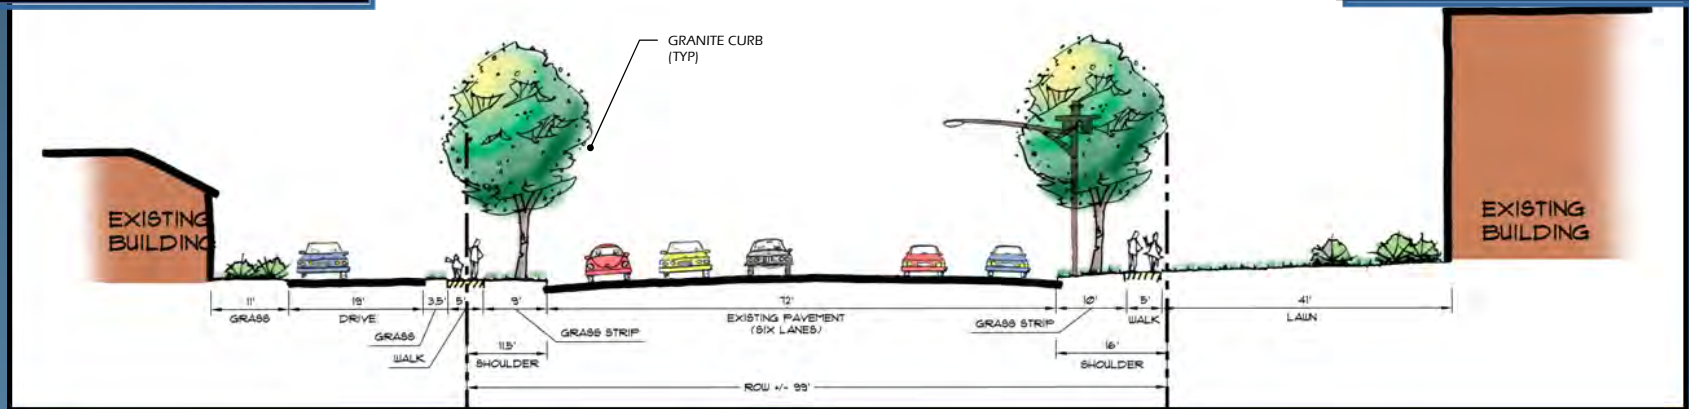 GRANITE CURB
(TYP)
EXISTING
BUILDING
EXISTING
BUILDING
11'
GRASS
19'
DRIVE
3.5'
GRASS
5'
WALK
9'
GRASS STRIP
11.5'
SHOULDER
72'
EXISTING PAVEMENT
(SIX LANES)
10'
GRASS STRIP
5'
WALK
16'
SHOULDER
41'
LAWN
ROW +/- 99'